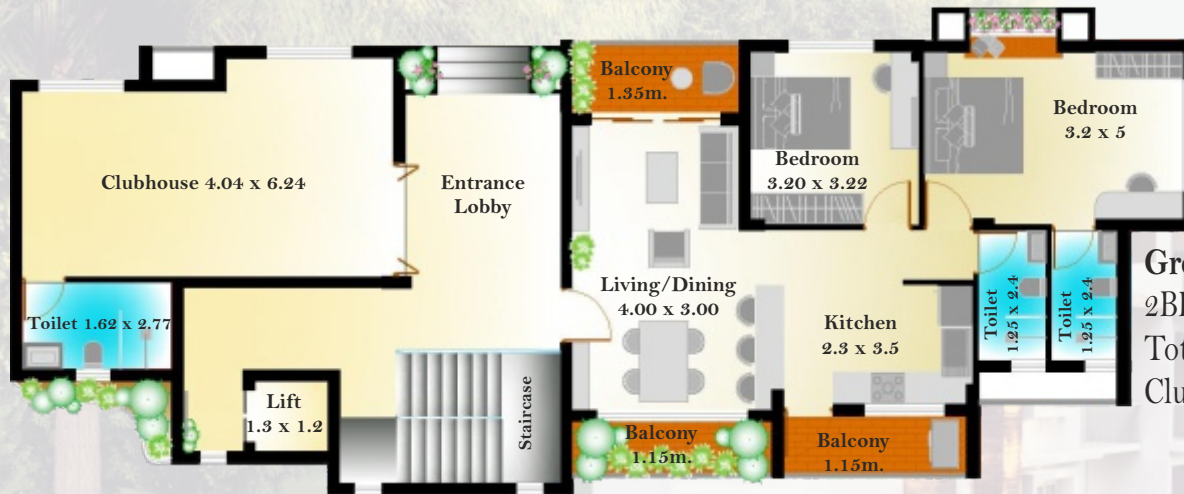 Balcony
1.35m.
Bedroom
3.2 x 5
Bedroom
3.20 x 3.22
Clubhouse 4.04 x 6.24
Entrance
Lobby
Living/Dining
4.00 x 3.00
Kitchen
2.3 x 3.5
Toilet
1.25 x 2.4
Toilet
1.25 x 2.4
Toilet 1.62 x 2.77
Lift
1.3 x 1.2
Staircase
Balcony
1.15m.
Balcony
1.15m.